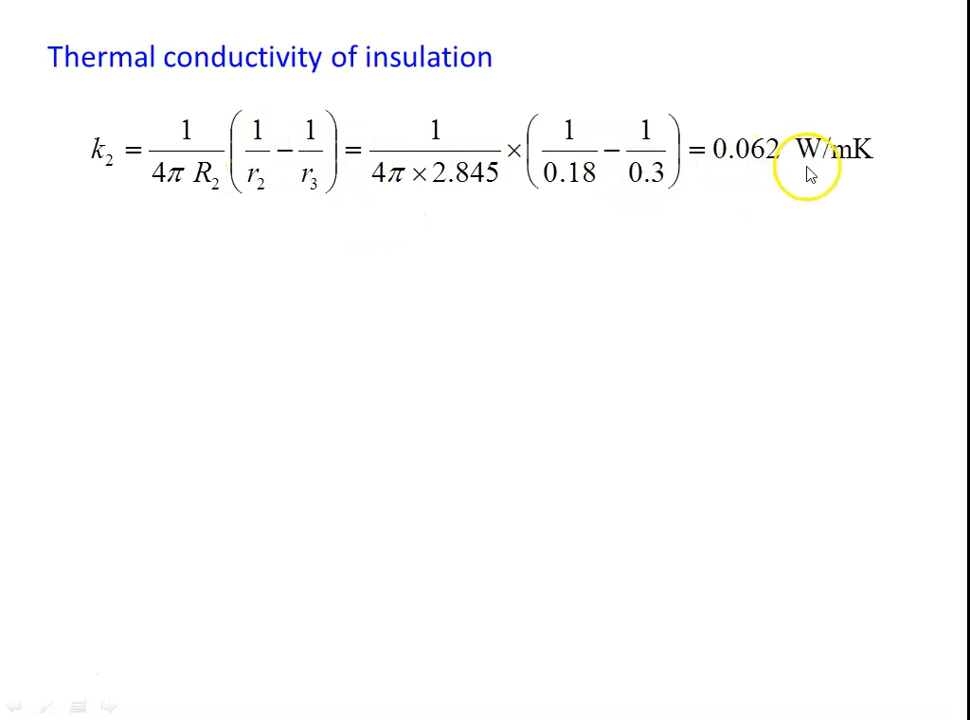 Thermal conductivity of insulation
k₂ = 1/(4π R₂) (1/r₂ − 1/r₃) = 1/(4π × 2.845) × (1/0.18 − 1/0.3) = 0.062 W/mK